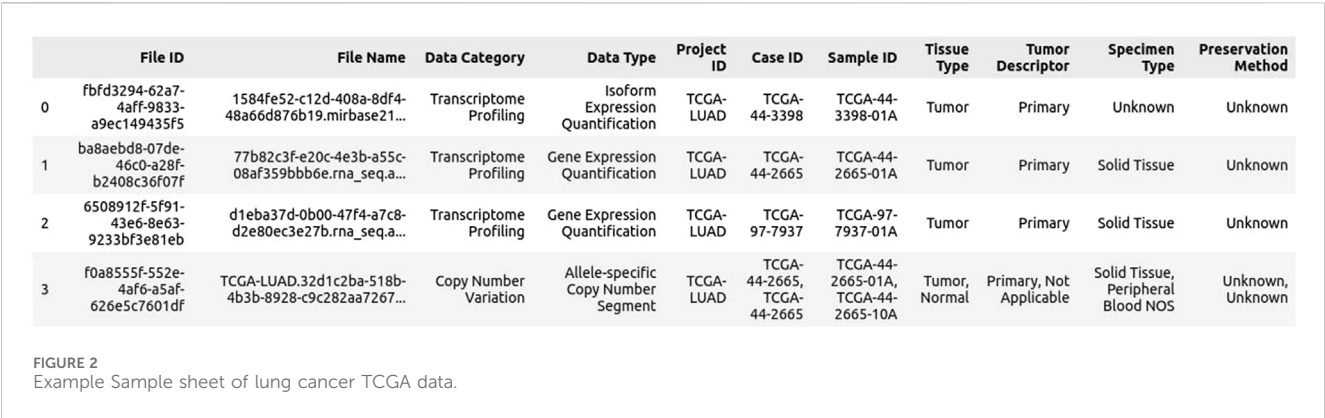 File ID File Name Data Category Data Type Project ID Case ID Sample ID Tissue Type Tumor Descriptor Specimen Type Preservation Method
0 fbfd3294-62a7-4aff-9833-a9ec149435f5 1584fe52-c12d-408a-8df4-48a66d876b19.mirbase21... Transcriptome Profiling Isoform Expression Quantification TCGA-LUAD TCGA-44-3398 TCGA-44-3398-01A Tumor Primary Unknown Unknown
1 ba8aebd8-07de-46c0-a28f-b2408c36f07f 77b82c3f-e20c-4e3b-a55c-08af359bbb6e.rna_seq.a... Transcriptome Profiling Gene Expression Quantification TCGA-LUAD TCGA-44-2665 TCGA-44-2665-01A Tumor Primary Solid Tissue Unknown
2 6508912f-5f91-43e6-8e63-9233bf3e81eb d1eba37d-0b00-47f4-a7c8-d2e80ec3e27b.rna_seq.a... Transcriptome Profiling Gene Expression Quantification TCGA-LUAD TCGA-97-7937 TCGA-97-7937-01A Tumor Primary Solid Tissue Unknown
3 f0a8555f-552e-4af6-a5af-626e5c7601df TCGA-LUAD.32d1c2ba-518b-4b3b-8928-c9c282aa7267... Copy Number Variation Allele-specific Copy Number Segment TCGA-LUAD TCGA-44-2665, TCGA-44-2665 TCGA-44-2665-01A, TCGA-44-2665-10A Tumor, Normal Primary, Not Applicable Solid Tissue, Peripheral Blood NOS Unknown, Unknown
FIGURE 2
Example Sample sheet of lung cancer TCGA data.